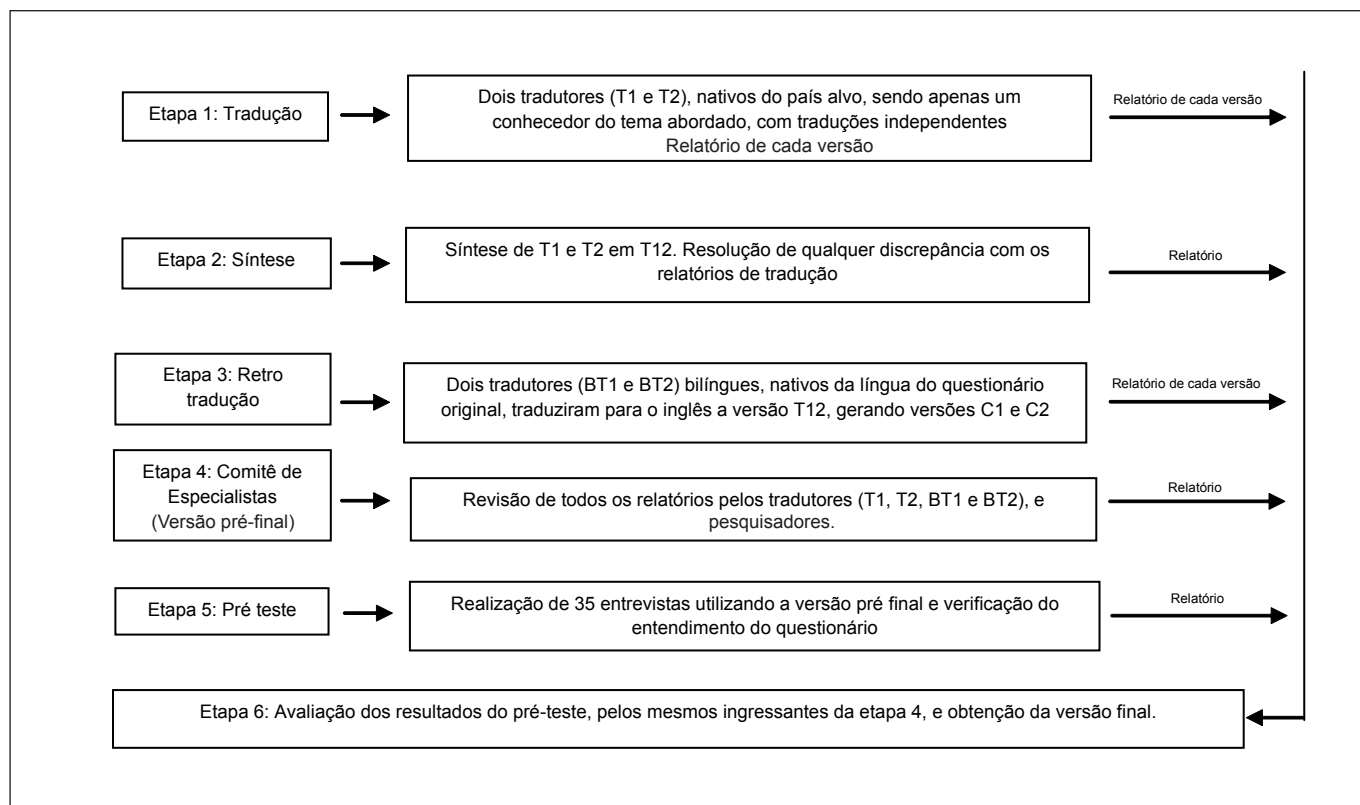 Etapa 1: Tradução
Dois tradutores (T1 e T2), nativos do país alvo, sendo apenas um
conhecedor do tema abordado, com traduções independentes
Relatório de cada versão
Relatório de cada versão
Etapa 2: Síntese
Síntese de T1 e T2 em T12. Resolução de qualquer discrepância com os
relatórios de tradução
Relatório
Etapa 3: Retro
tradução
Dois tradutores (BT1 e BT2) bilíngues, nativos da língua do questionário
original, traduziram para o inglês a versão T12, gerando versões C1 e C2
Relatório de cada versão
Etapa 4: Comitê de
Especialistas
(Versão pré-final)
Revisão de todos os relatórios pelos tradutores (T1, T2, BT1 e BT2), e
pesquisadores.
Relatório
Etapa 5: Pré teste
Realização de 35 entrevistas utilizando a versão pré final e verificação do
entendimento do questionário
Relatório
Etapa 6: Avaliação dos resultados do pré-teste, pelos mesmos ingressantes da etapa 4, e obtenção da versão final.